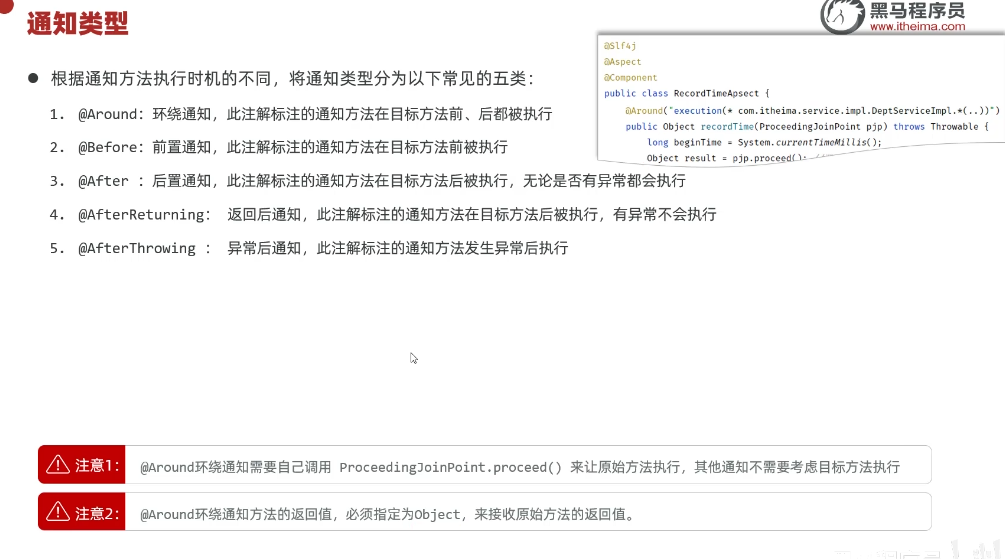 通知类型
黑马程序员
www.itheima.com
根据通知方法执行时机的不同，将通知类型分为以下常见的五类：
1. @Around：环绕通知，此注解标注的通知方法在目标方法前、后都被执行
2. @Before：前置通知，此注解标注的通知方法在目标方法前被执行
3. @After ：后置通知，此注解标注的通知方法在目标方法后被执行，无论是否有异常都会执行
4. @AfterReturning： 返回后通知，此注解标注的通知方法在目标方法后被执行，有异常不会执行
5. @AfterThrowing ： 异常后通知，此注解标注的通知方法发生异常后执行
@Slf4j
@Aspect
@Component
public class RecordTimeApsect {
@Around("execution(* com.itheima.service.impl.DeptServiceImpl.*(..))")
public Object recordTime(ProceedingJoinPoint pjp) throws Throwable {
long beginTime = System.currentTimeMillis();
Object result = pjp.proceed();
注意1：
@Around环绕通知需要自己调用 ProceedingJoinPoint.proceed() 来让原始方法执行，其他通知不需要考虑目标方法执行
注意2：
@Around环绕通知方法的返回值，必须指定为Object，来接收原始方法的返回值。